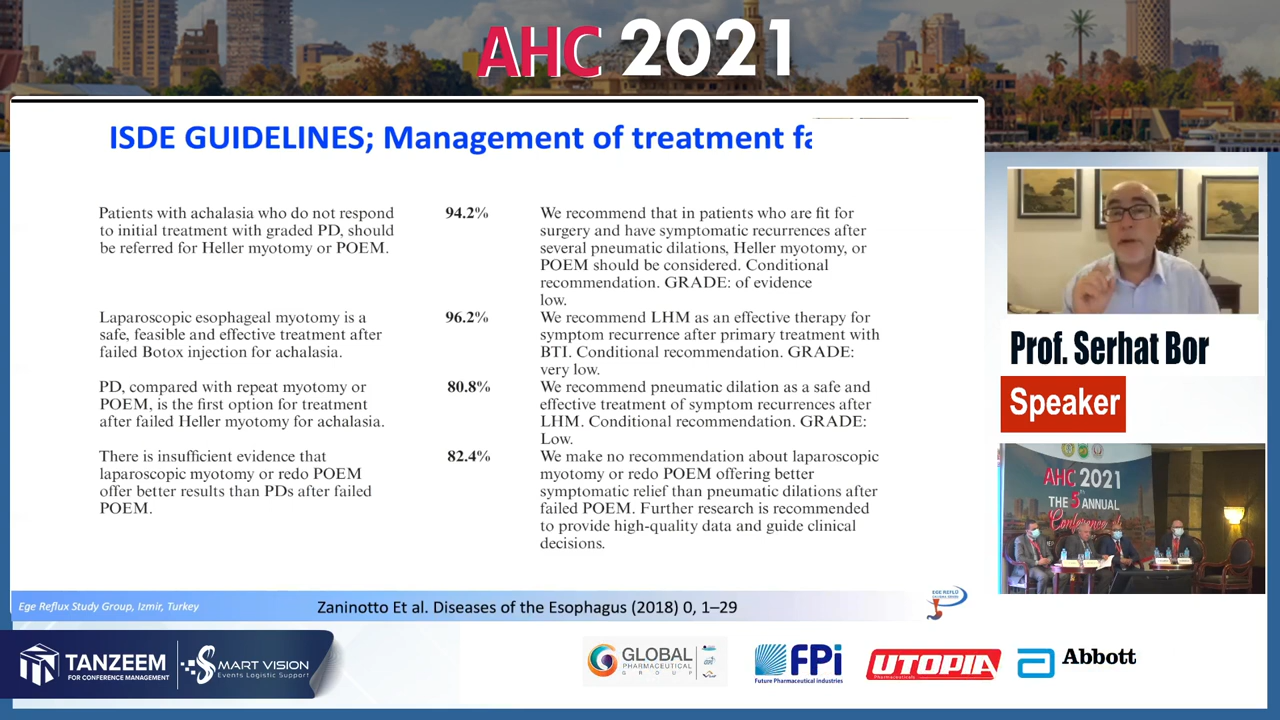 AHC 2021
ISDE GUIDELINES; Management of treatment fa
Patients with achalasia who do not respond
to initial treatment with graded PD, should
be referred for Heller myotomy or POEM.
94.2%
We recommend that in patients who are fit for
surgery and have symptomatic recurrences after
several pneumatic dilations, Heller myotomy, or
POEM should be considered. Conditional
recommendation. GRADE: of evidence
low.
Laparoscopic esophageal myotomy is a
safe, feasible and effective treatment after
failed Botox injection for achalasia.
96.2%
We recommend LHM as an effective therapy for
symptom recurrence after primary treatment with
BTI. Conditional recommendation. GRADE:
very low.
PD, compared with repeat myotomy or
POEM, is the first option for treatment
after failed Heller myotomy for achalasia.
80.8%
We recommend pneumatic dilation as a safe and
effective treatment of symptom recurrences after
LHM. Conditional recommendation. GRADE:
Low.
There is insufficient evidence that
laparoscopic myotomy or redo POEM
offer better results than PDs after failed
POEM.
82.4%
We make no recommendation about laparoscopic
myotomy or redo POEM offering better
symptomatic relief than pneumatic dilations after
failed POEM. Further research is recommended
to provide high-quality data and guide clinical
decisions.
Ege Reflux Study Group, Izmir, Turkey
Zaninotto Et al. Diseases of the Esophagus (2018) 0, 1–29
EGE REFLÜ
Prof. Serhat Bor
Speaker
AHC 2021
THE 5th ANNUAL
Conference
TANZEEM
FOR CONFERENCE MANAGEMENT
SMART VISION
Events Logistic Support
GLOBAL
PHARMACEUTICAL
GROUP
FPi
Future Pharmaceutical industries
UTOPIA
Pharmaceuticals
Abbott